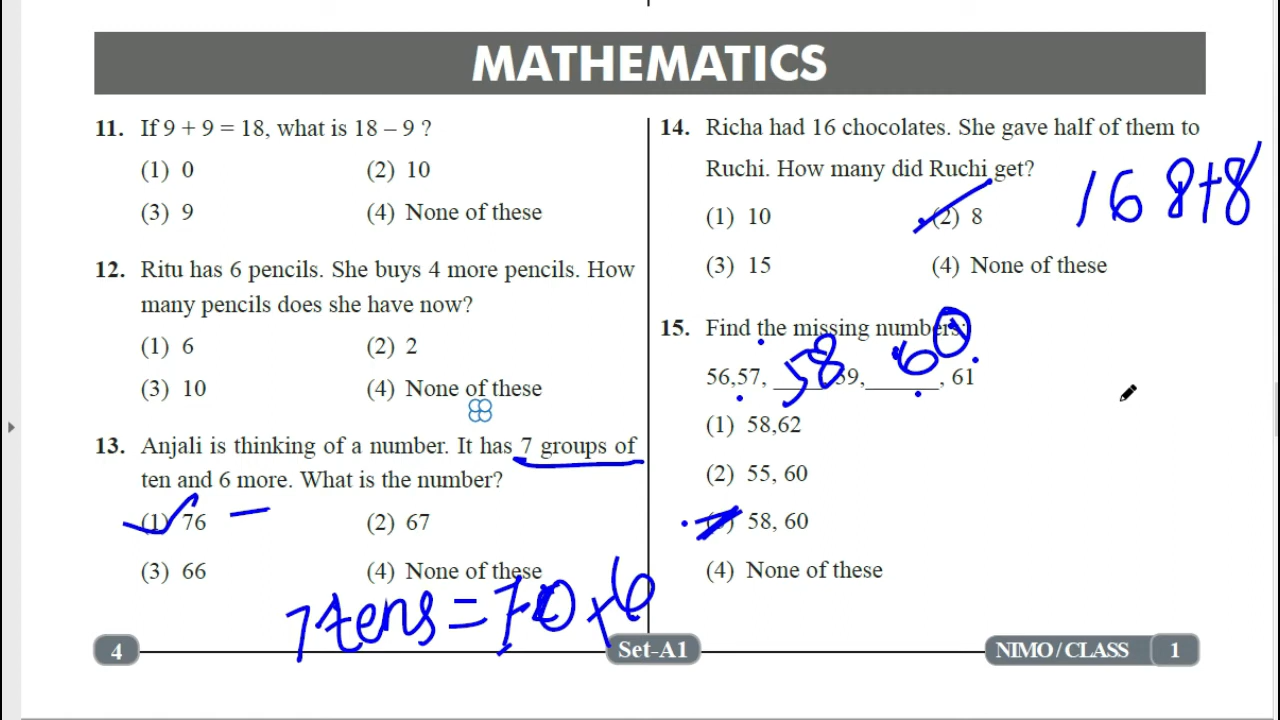 MATHEMATICS
11. If 9 + 9 = 18, what is 18 – 9 ?
(1) 0 (2) 10
(3) 9 (4) None of these
12. Ritu has 6 pencils. She buys 4 more pencils. How
many pencils does she have now?
(1) 6 (2) 2
(3) 10 (4) None of these
13. Anjali is thinking of a number. It has 7 groups of
ten and 6 more. What is the number?
(1) 76 (2) 67
(3) 66 (4) None of these
7 tens = 70 + 6
14. Richa had 16 chocolates. She gave half of them to
Ruchi. How many did Ruchi get?
16 8+8
(1) 10 (2) 8
(3) 15 (4) None of these
15. Find the missing numbers:
56,57, 58 59, 60, 61
(1) 58,62
(2) 55, 60
(3) 58, 60
(4) None of these
4 Set-A1 NIMO/CLASS 1